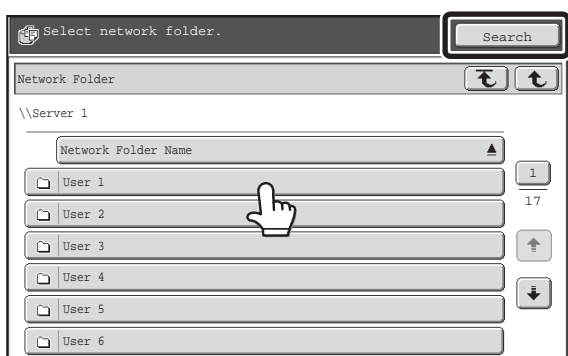 Select network folder.
Search
Network Folder
\\Server 1
Network Folder Name
User 1
1
17
User 2
User 3
User 4
User 5
User 6